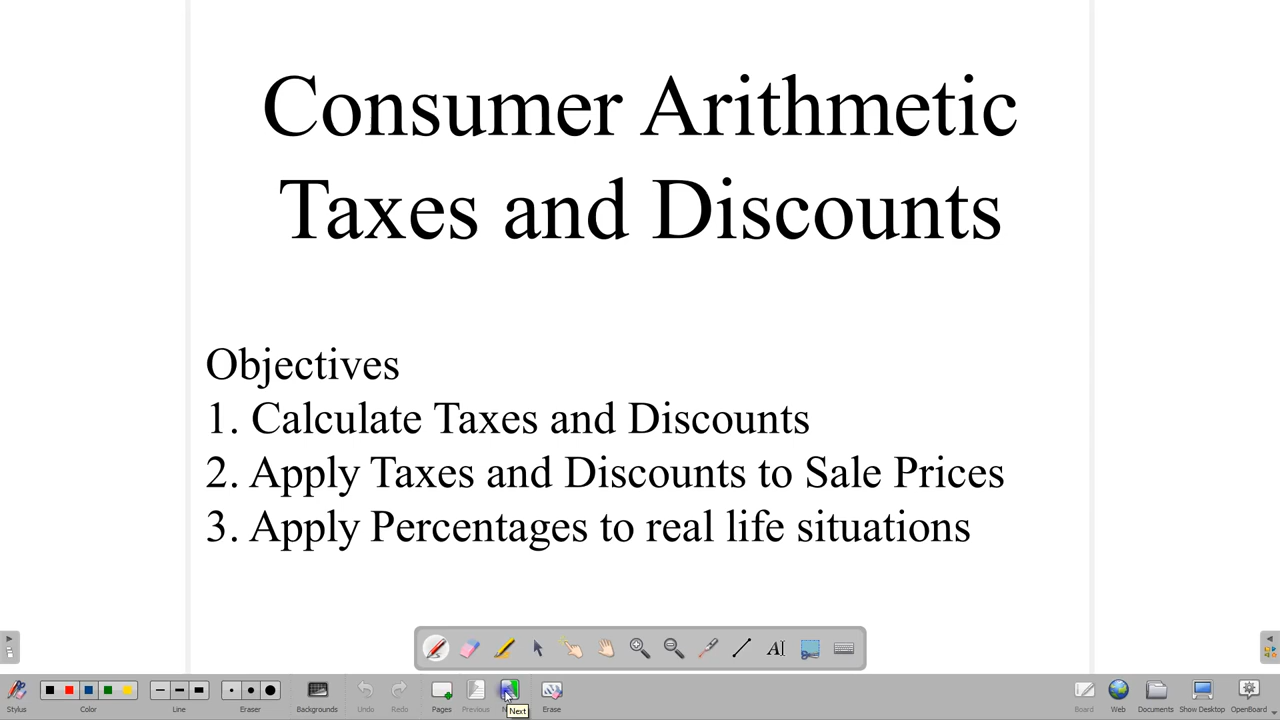 Consumer Arithmetic
Taxes and Discounts
Objectives
1. Calculate Taxes and Discounts
2. Apply Taxes and Discounts to Sale Prices
3. Apply Percentages to real life situations
AI
Stylus
Color
Line
Eraser
Backgrounds
Undo
Redo
Pages
Previous
Next
Erase
Board
Web
Documents
Show Desktop
OpenBoard